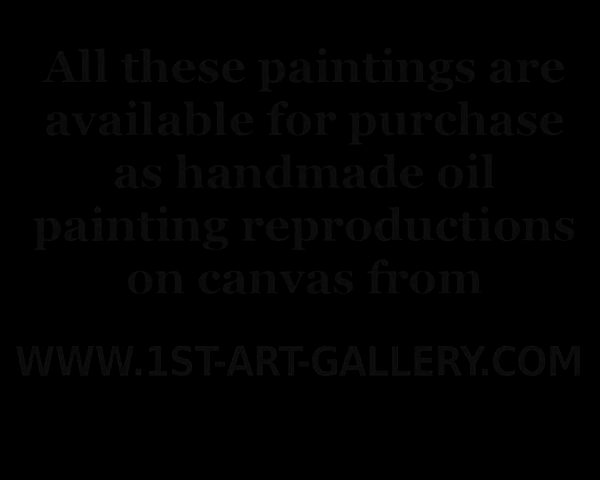 All these paintings are
available for purchase
as handmade oil
painting reproductions
on canvas from
WWW.1ST-ART-GALLERY.COM